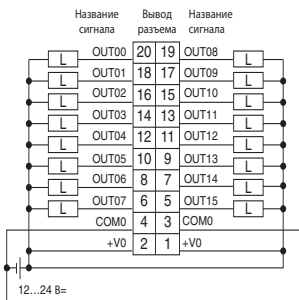 Название Вывод Название
сигнала разъема сигнала
L OUT00 20 19 OUT08 L
L OUT01 18 17 OUT09 L
L OUT02 16 15 OUT10 L
L OUT03 14 13 OUT11 L
L OUT04 12 11 OUT12 L
L OUT05 10 9 OUT13 L
L OUT06 8 7 OUT14 L
L OUT07 6 5 OUT15 L
COM0 4 3 COM0
+V0 2 1 +V0
12...24 В=